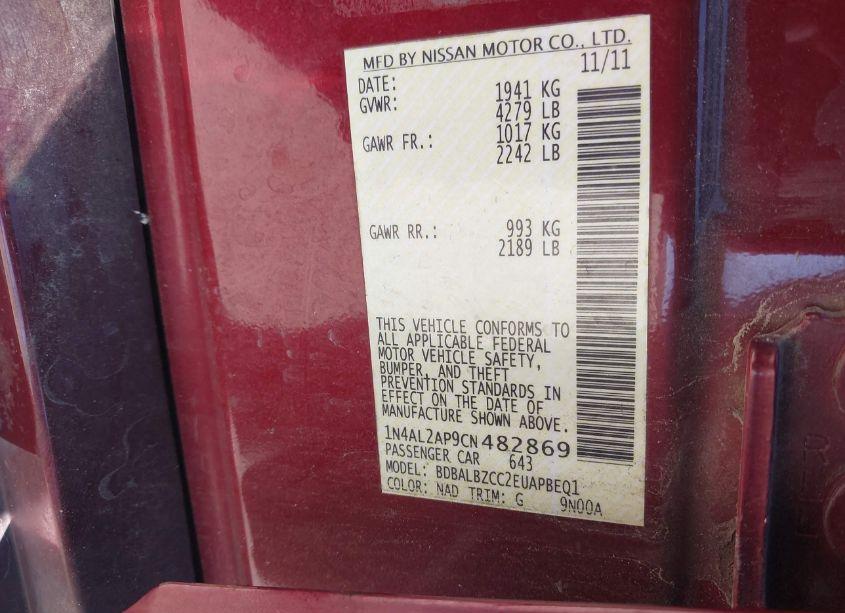 MFD BY NISSAN MOTOR CO., LTD.
DATE: 11/11
GVWR: 1941 KG
4279 LB
GAWR FR.: 1017 KG
2242 LB
GAWR RR.: 993 KG
2189 LB
THIS VEHICLE CONFORMS TO
ALL APPLICABLE FEDERAL
MOTOR VEHICLE SAFETY,
BUMPER, AND THEFT
PREVENTION STANDARDS IN
EFFECT ON THE DATE OF
MANUFACTURE SHOWN ABOVE.
1N4AL2AP9CN482869
PASSENGER CAR 643
MODEL: BDBALBZCC2EUAPBEQ1
COLOR: NAD TRIM: G 9N00A